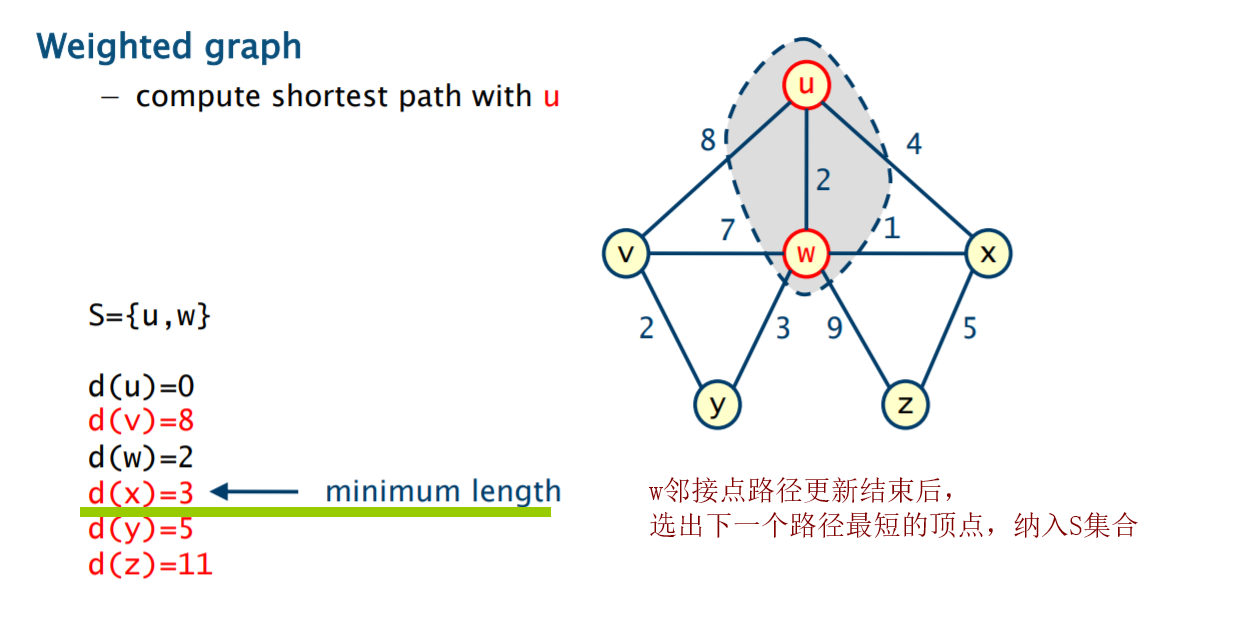 Weighted graph
– compute shortest path with u
u
8
4
2
7
1
v
w
x
S={u,w}
2
3
9
5
d(u)=0
d(v)=8
y
z
d(w)=2
d(x)=3
minimum length
w邻接点路径更新结束后，
选出下一个路径最短的顶点，纳入S集合
d(y)=5
d(z)=11